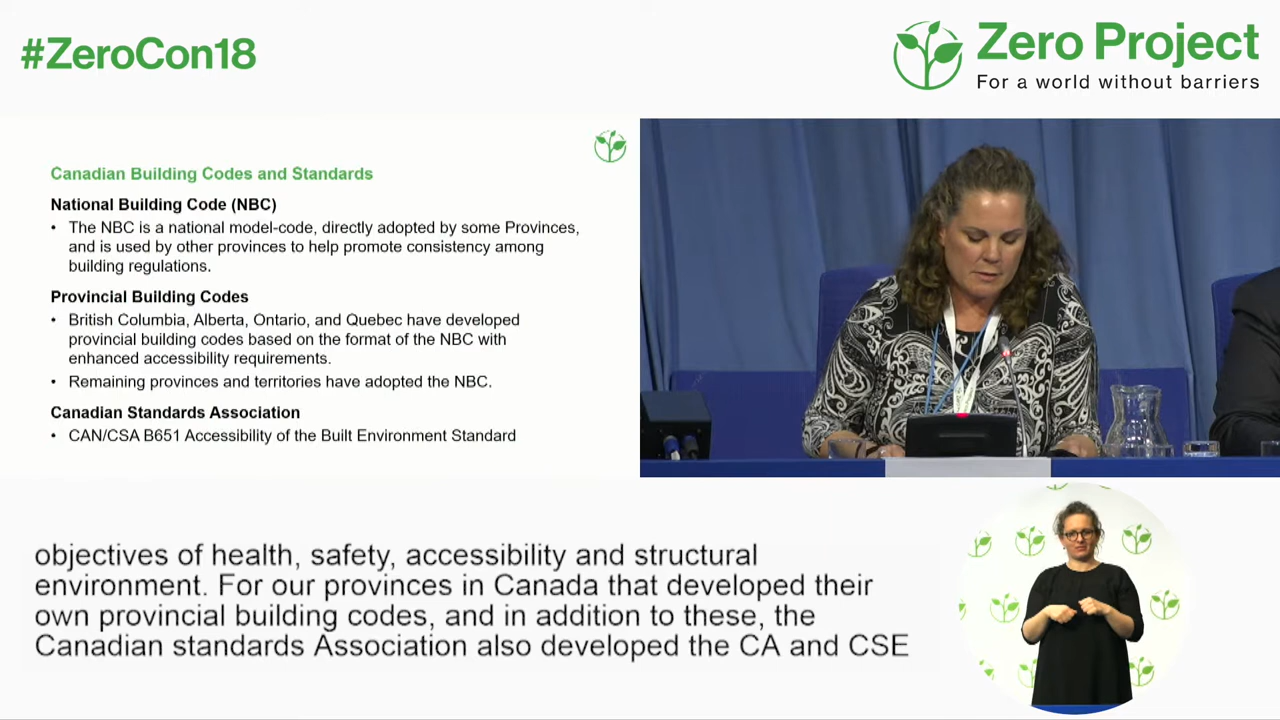 #ZeroCon18
Zero Project
For a world without barriers
Canadian Building Codes and Standards
National Building Code (NBC)
• The NBC is a national model-code, directly adopted by some Provinces,
and is used by other provinces to help promote consistency among
building regulations.
Provincial Building Codes
• British Columbia, Alberta, Ontario, and Quebec have developed
provincial building codes based on the format of the NBC with
enhanced accessibility requirements.
• Remaining provinces and territories have adopted the NBC.
Canadian Standards Association
• CAN/CSA B651 Accessibility of the Built Environment Standard
objectives of health, safety, accessibility and structural
environment. For our provinces in Canada that developed their
own provincial building codes, and in addition to these, the
Canadian standards Association also developed the CA and CSE